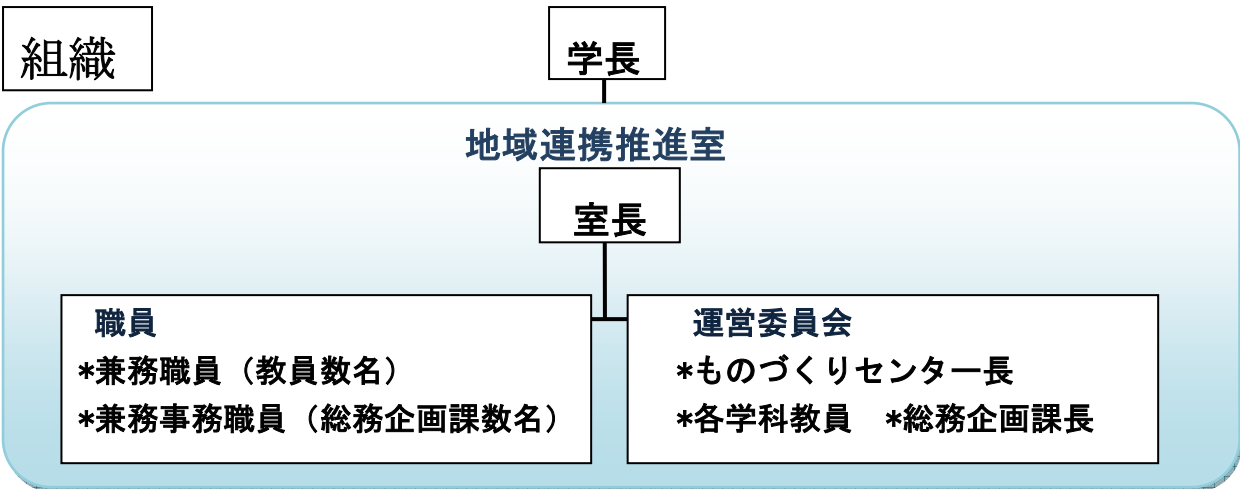 組織
学長
地域連携推進室
室長
職員
*兼務職員（教員数名）
*兼務事務職員（総務企画課数名）
運営委員会
*ものづくりセンター長
*各学科教員　*総務企画課長